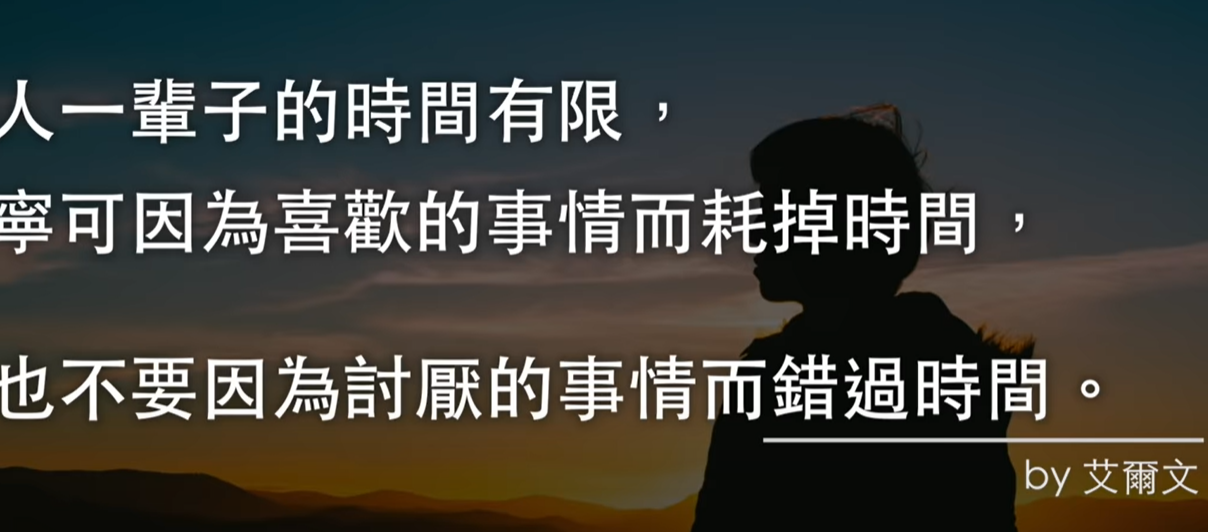 人一輩子的時間有限，
寧可因為喜歡的事情而耗掉時間，
也不要因為討厭的事情而錯過時間。
by 艾爾文